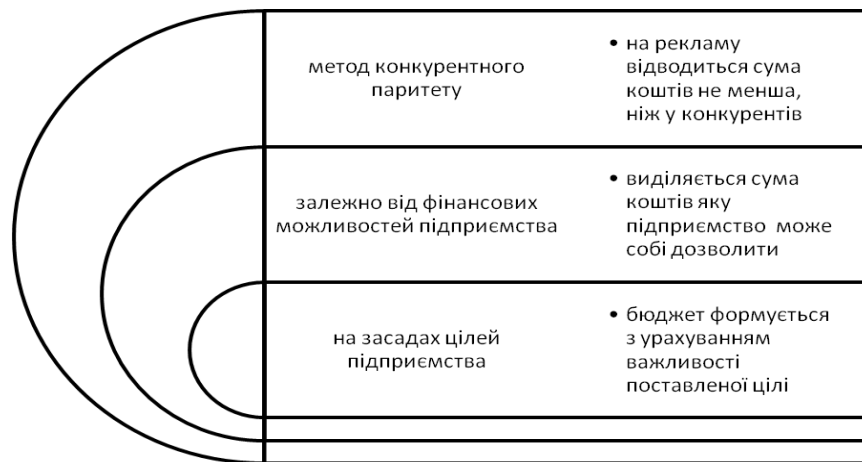 метод конкурентного
паритету
• на рекламу
відводиться сума
коштів не менша,
ніж у конкурентів
залежно від фінансових
можливостей підприємства
• виділяється сума
коштів яку
підприємство може
собі дозволити
на засадах цілей
підприємства
• бюджет формується
з урахуванням
важливості
поставленої цілі